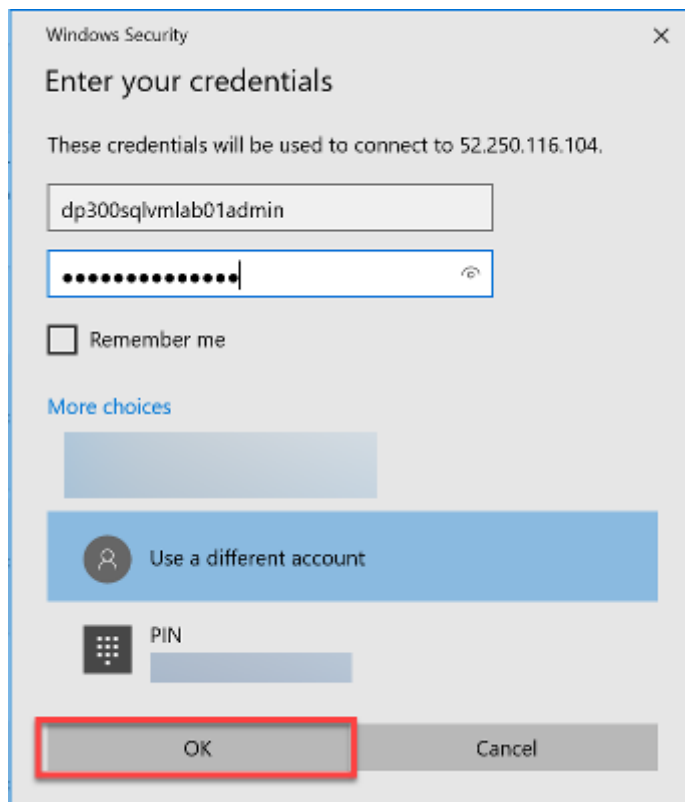 Windows Security
Enter your credentials
These credentials will be used to connect to 52.250.116.104.
dp300sqlvmlab01admin
••••••••••••••
Remember me
More choices
Use a different account
PIN
OK Cancel